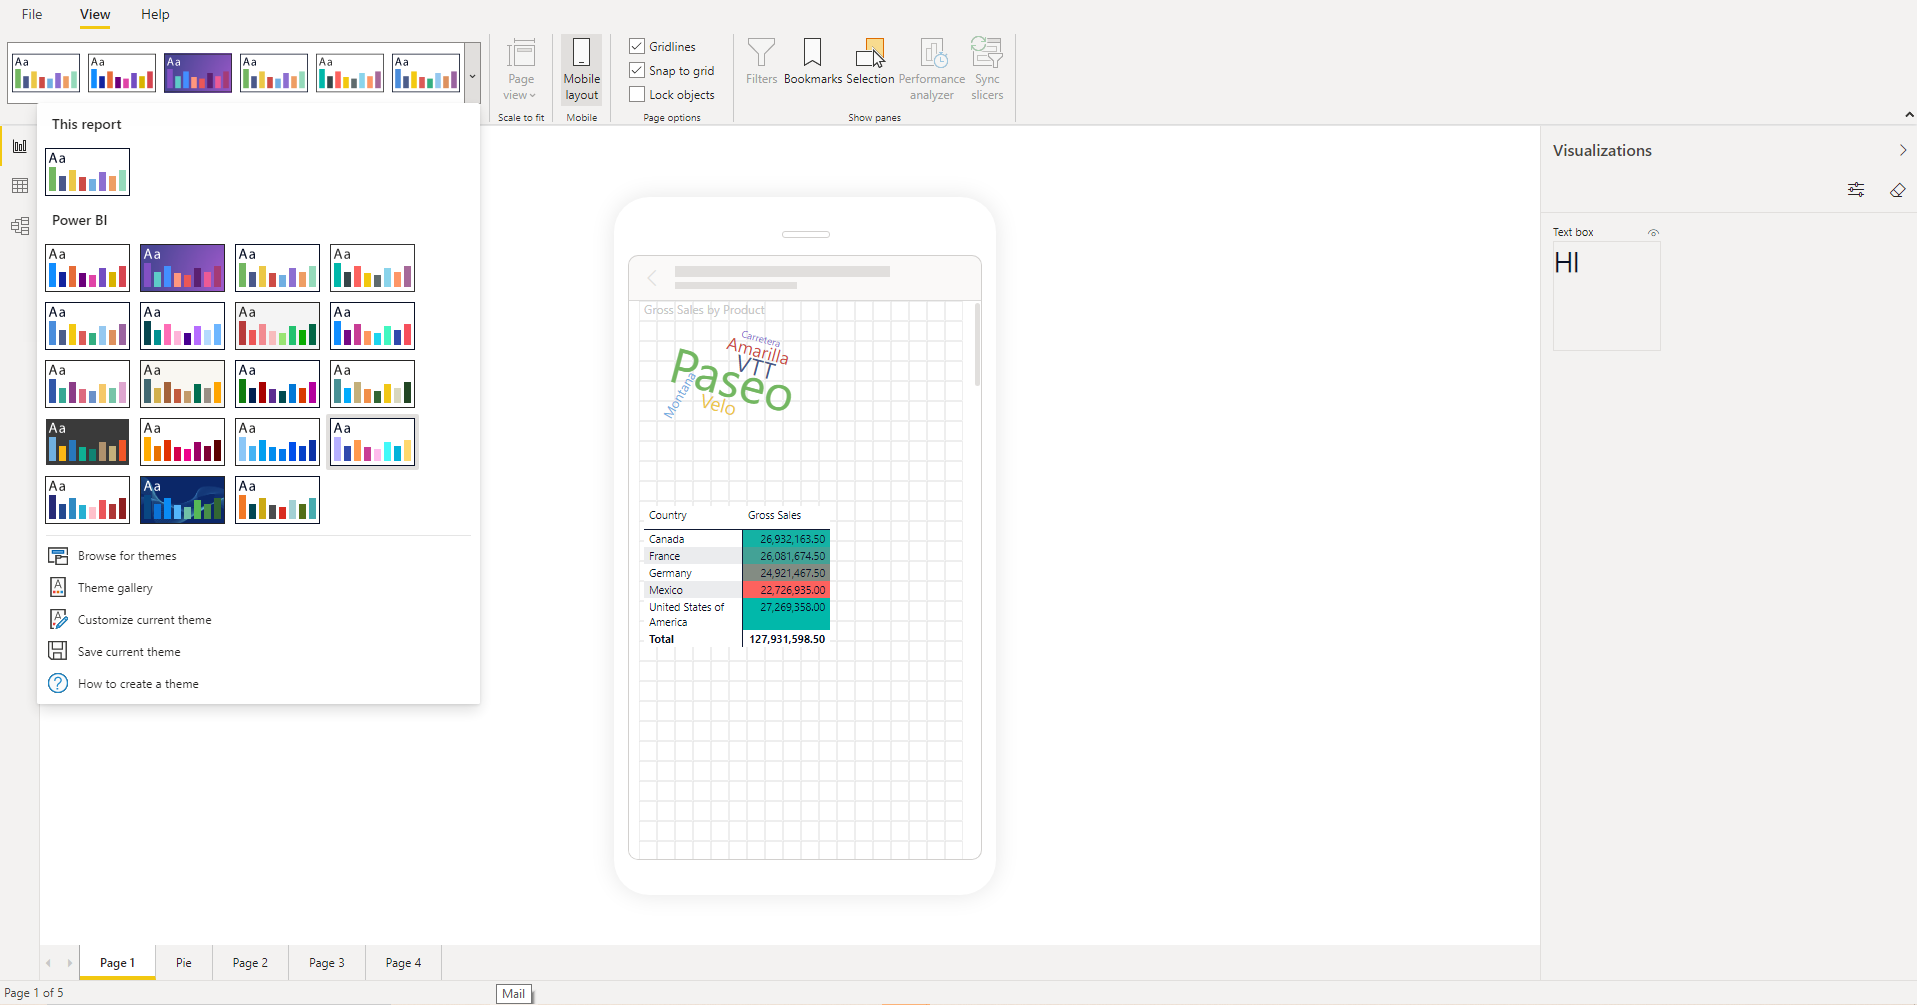 File View Help
Aa Aa Aa Aa Aa Aa
Page view
Mobile layout
Gridlines
Snap to grid
Lock objects
Filters
Bookmarks
Selection
Performance analyzer
Sync slicers
Scale to fit
Mobile
Page options
Show panes
This report
Aa
Power BI
Aa Aa Aa Aa
Aa Aa Aa Aa
Aa Aa Aa Aa
Aa Aa Aa Aa
Aa Aa Aa
Browse for themes
Theme gallery
Customize current theme
Save current theme
How to create a theme
Gross Sales by Product
Carretera
Amarilla
VTT
Paseo
Montana
Velo
Country Gross Sales
Canada 26,932,163.50
France 26,081,674.50
Germany 24,921,467.50
Mexico 22,726,935.00
United States of 27,269,358.00
America
Total 127,931,598.50
Visualizations
Text box
HI
Page 1 Pie Page 2 Page 3 Page 4
Page 1 of 5
Mail